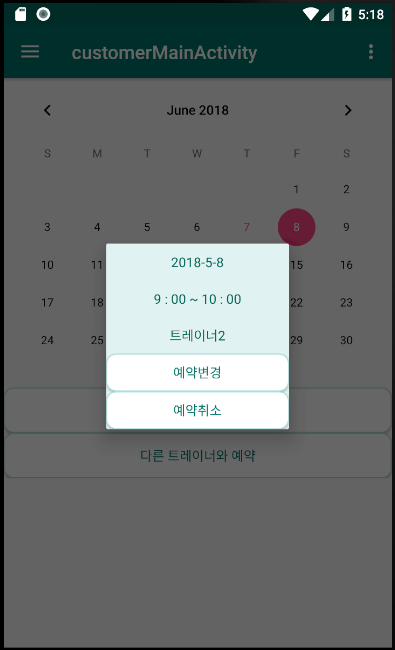 5:18
customerMainActivity
June 2018
S M T W T F S
1 2
3 4 5 6 7 8 9
10 11 15 16
17 18 22 23
24 25 29 30
2018-5-8
9 : 00 ~ 10 : 00
트레이너2
예약변경
예약취소
다른 트레이너와 예약